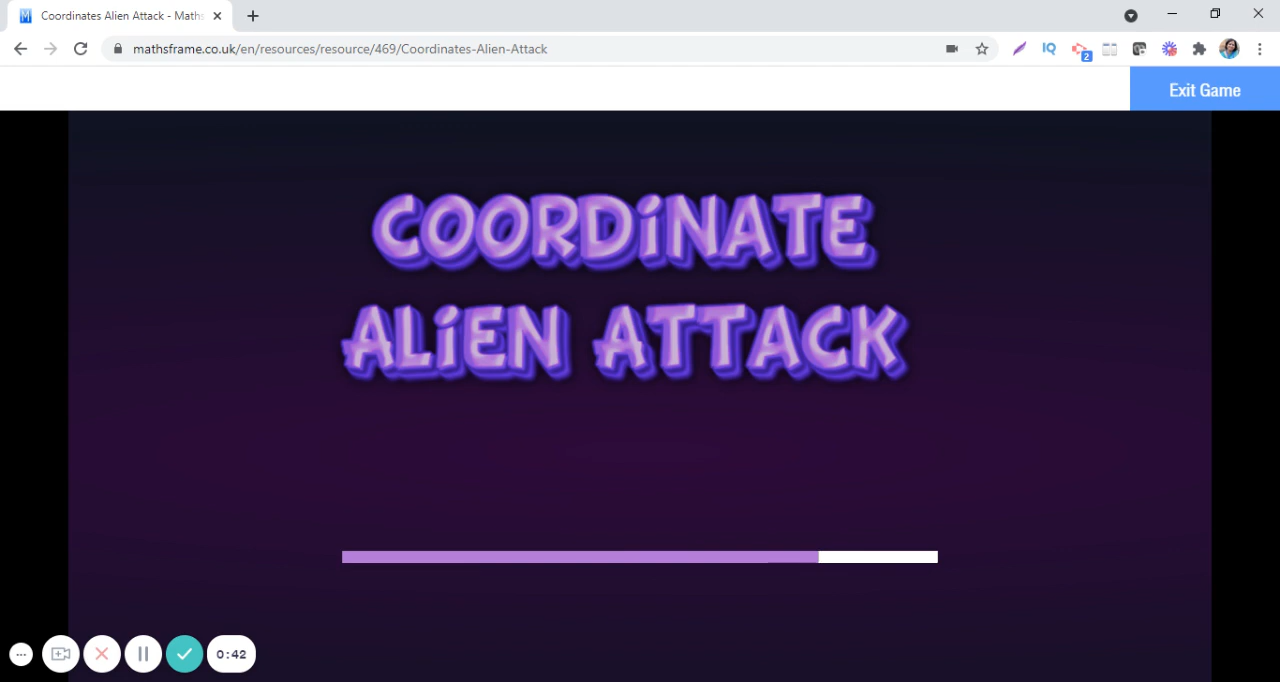 Coordinates Alien Attack - Maths
mathsframe.co.uk/en/resources/resource/469/Coordinates-Alien-Attack
IQ
2
Exit Game
COORDiNATE
ALiEN ATTACK
0:42